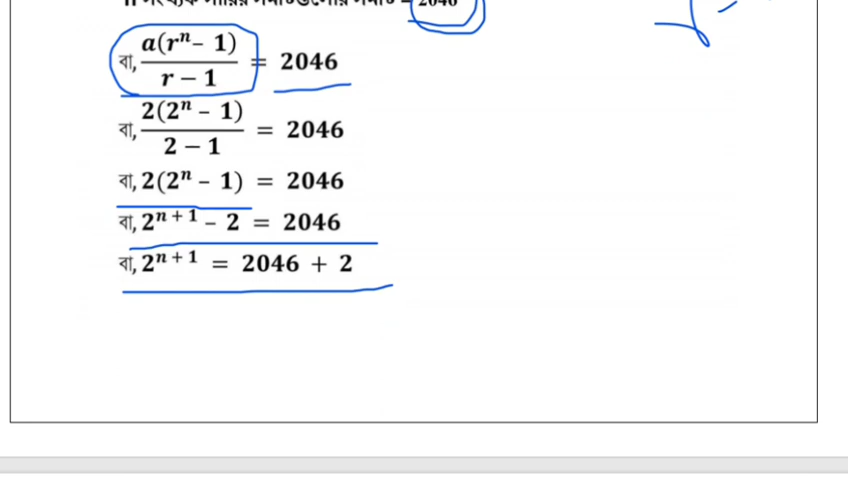 = 2046
বা, a(rⁿ – 1) / r – 1 = 2046
বা, 2(2ⁿ – 1) / 2 – 1 = 2046
বা, 2(2ⁿ – 1) = 2046
বা, 2ⁿ⁺¹ – 2 = 2046
বা, 2ⁿ⁺¹ = 2046 + 2